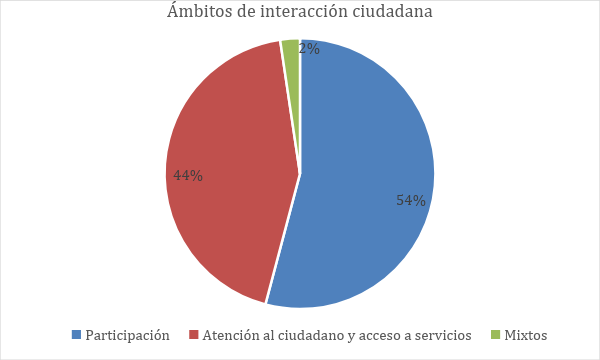 Ámbitos de interacción ciudadana
2%
44%
54%
Participación Atención al ciudadano y acceso a servicios Mixtos